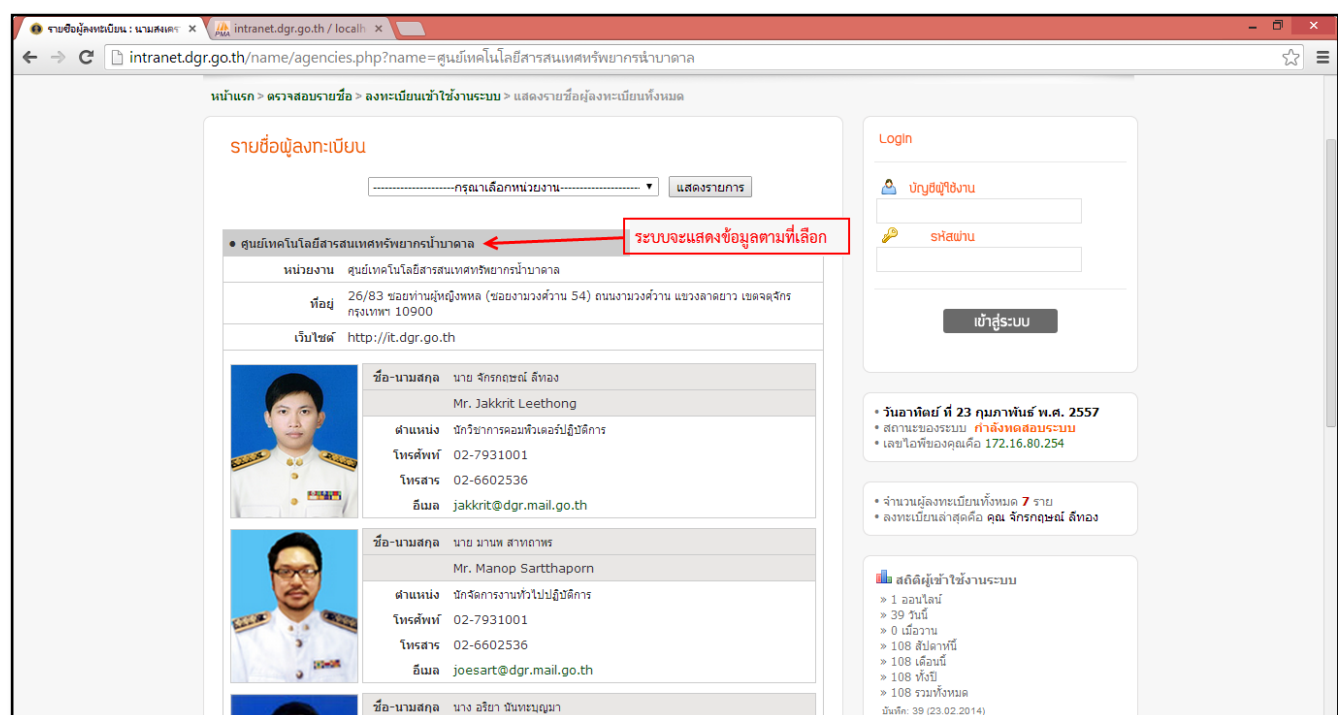 รายชื่อผู้ลงทะเบียน : นามสงเคร
intranet.dgr.go.th / localh
intranet.dgr.go.th/name/agencies.php?name=ศูนย์เทคโนโลยีสารสนเทศทรัพยากรน้ำบาดาล
หน้าแรก > ตรวจสอบรายชื่อ > ลงทะเบียนเข้าใช้งานระบบ > แสดงรายชื่อผู้ลงทะเบียนทั้งหมด
รายชื่อผู้ลงทะเบียน
---------------------กรุณาเลือกหน่วยงาน--------------------- แสดงรายการ
ระบบจะแสดงข้อมูลตามที่เลือก
• ศูนย์เทคโนโลยีสารสนเทศทรัพยากรน้ำบาดาล
หน่วยงาน ศูนย์เทคโนโลยีสารสนเทศทรัพยากรน้ำบาดาล
ที่อยู่ 26/83 ซอยท่านผู้หญิงพหล (ซอยงามวงศ์วาน 54) ถนนงามวงศ์วาน แขวงลาดยาว เขตจตุจักร
กรุงเทพฯ 10900
เว็บไซต์ http://it.dgr.go.th
ชื่อ-นามสกุล นาย จักรกฤษณ์ ลีทอง
Mr. Jakkrit Leethong
ตำแหน่ง นักวิชาการคอมพิวเตอร์ปฏิบัติการ
โทรศัพท์ 02-7931001
โทรสาร 02-6602536
อีเมล jakkrit@dgr.mail.go.th
ชื่อ-นามสกุล นาย มานพ สาทถาพร
Mr. Manop Sartthaporn
ตำแหน่ง นักจัดการงานทั่วไปปฏิบัติการ
โทรศัพท์ 02-7931001
โทรสาร 02-6602536
อีเมล joesart@dgr.mail.go.th
ชื่อ-นามสกุล นาง อริยา นันทะบุญมา
Login
บัญชีผู้ใช้งาน
รหัสผ่าน
เข้าสู่ระบบ
• วันอาทิตย์ ที่ 23 กุมภาพันธ์ พ.ศ. 2557
• สถานะของระบบ กำลังทดสอบระบบ
• เลขไอพีของคุณคือ 172.16.80.254
• จำนวนผู้ลงทะเบียนทั้งหมด 7 ราย
• ลงทะเบียนล่าสุดคือ คุณ จักรกฤษณ์ ลีทอง
สถิติผู้เข้าใช้งานระบบ
» 1 ออนไลน์
» 39 วันนี้
» 0 เมื่อวาน
» 108 สัปดาห์นี้
» 108 เดือนนี้
» 108 ทั้งปี
» 108 รวมทั้งหมด
บันทึก: 39 (23.02.2014)